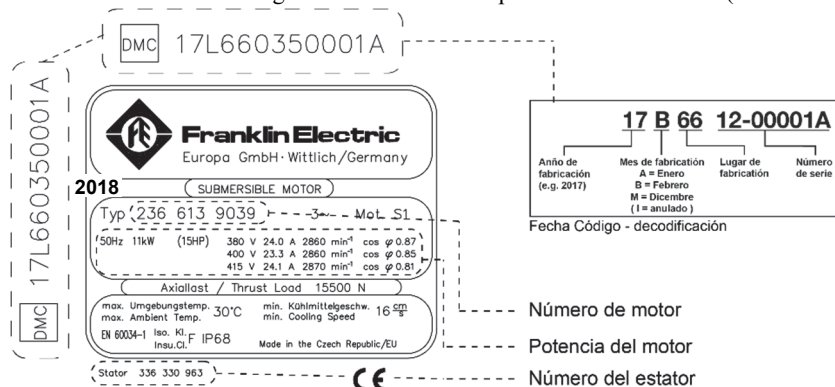 DMC 17L660350001A
DMC 17L660350001A
FE
Franklin Electric
Europa GmbH · Wittlich/Germany
2018
SUBMERSIBLE MOTOR
Typ 236 613 9039 3~ Mot. S1
50Hz 11kW (15HP) 380 V 24.0 A 2860 min⁻¹ cos φ 0.87
400 V 23.3 A 2860 min⁻¹ cos φ 0.85
415 V 24.1 A 2870 min⁻¹ cos φ 0.81
Axiallast / Thrust Load 15500 N
max. Umgebungstemp. 30°C min. Kühlmittelgeschw. 16 cm/s
max. Ambient Temp. min. Cooling Speed
EN 60034-1 Iso. Kl. F IP68 Made in the Czech Republic/EU
Insu.Cl.
Stator 336 330 963
CE
17 B 66 12-00001A
Anño de fabricación (e.g. 2017)
Mes de fabricatión
A = Enero
B = Febrero
M = Dicembre
( I = anulado )
Lugar de fabricatión
Número de serie
Fecha Código - decodificación
Número de motor
Potencia del motor
Número del estator